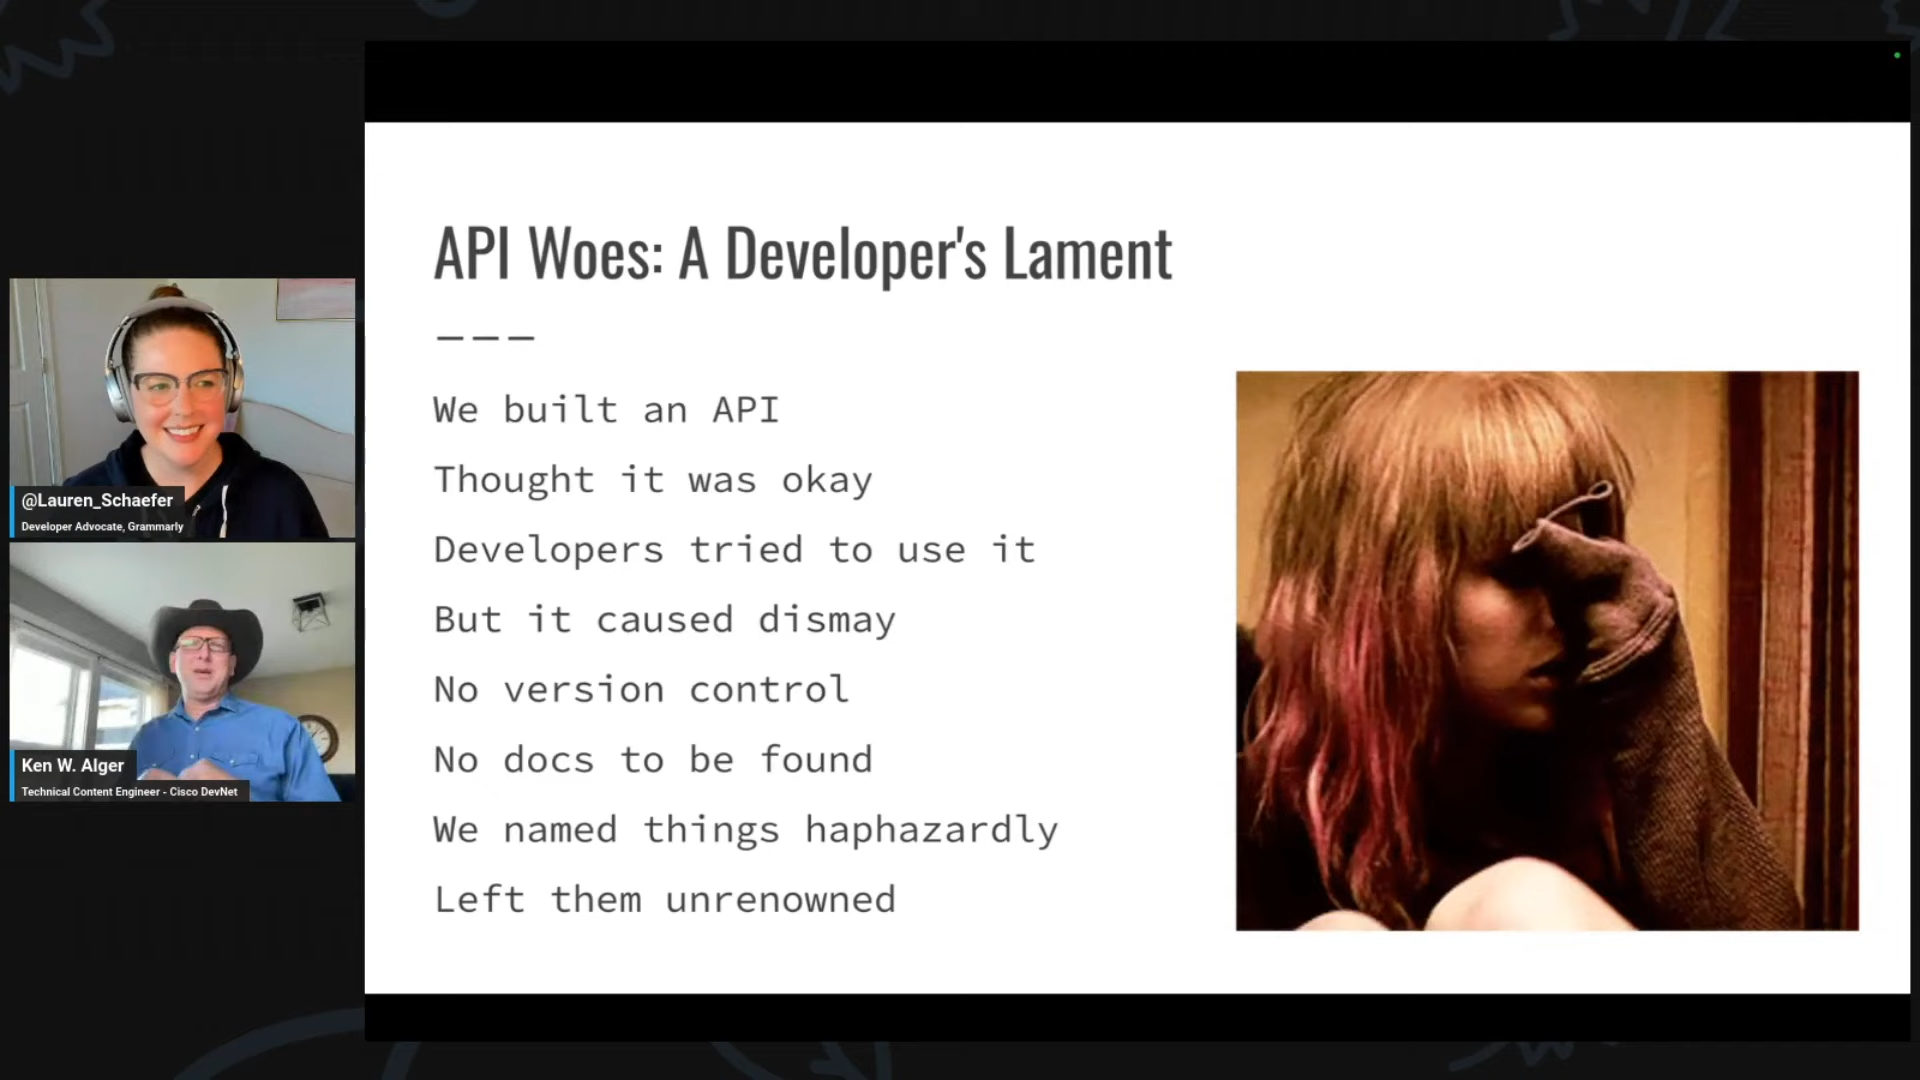 API Woes: A Developer's Lament
———
We built an API
Thought it was okay
Developers tried to use it
But it caused dismay
No version control
No docs to be found
We named things haphazardly
Left them unrenowned
@Lauren_Schaefer
Developer Advocate, Grammarly
Ken W. Alger
Technical Content Engineer - Cisco DevNet